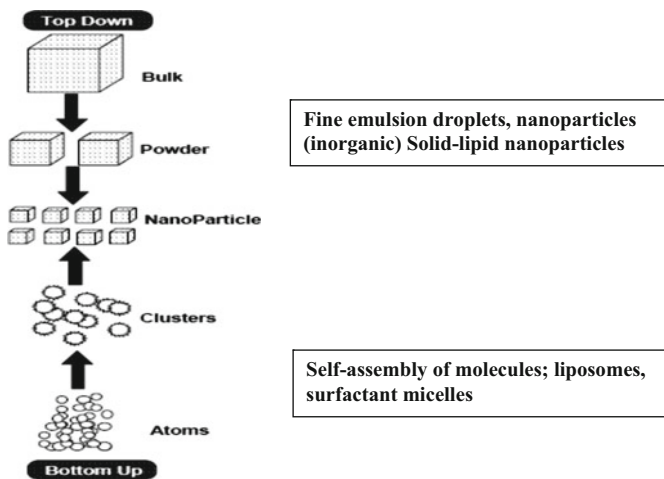 Top Down
Bulk
Fine emulsion droplets, nanoparticles
(inorganic) Solid-lipid nanoparticles
Powder
NanoParticle
Clusters
Self-assembly of molecules; liposomes,
surfactant micelles
Atoms
Bottom Up